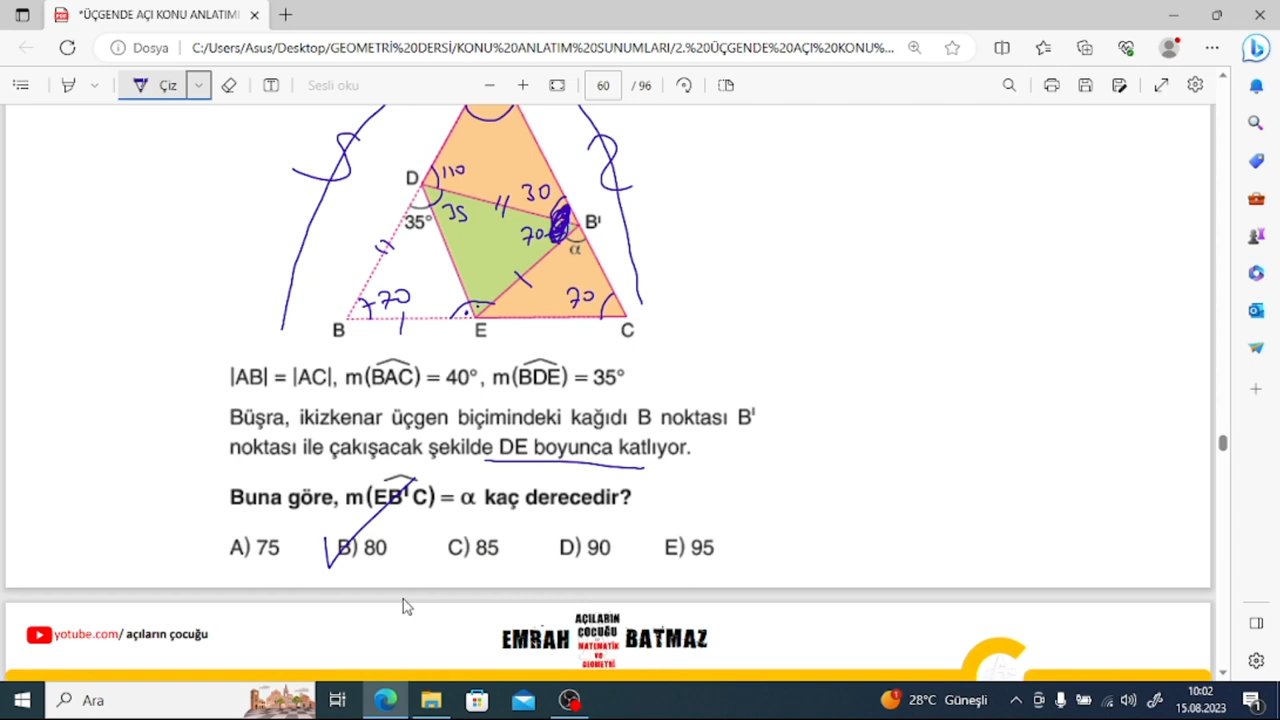 *ÜÇGENDE AÇI KONU ANLATIMI
Dosya
C:/Users/Asus/Desktop/GEOMETRİ%20DERSİ/KONU%20ANLATIM%20SUNUMLARI/2.%20ÜÇGENDE%20AÇI%20KONU%...
Çiz
Sesli oku
60 / 96
D 110
30
35° 35
B'
70
α
70 70
B E C
|AB| = |AC|, m(BAC) = 40°, m(BDE) = 35°
Büşra, ikizkenar üçgen biçimindeki kağıdı B noktası B'
noktası ile çakışacak şekilde DE boyunca katlıyor.
Buna göre, m(EB'C) = α kaç derecedir?
A) 75 B) 80 C) 85 D) 90 E) 95
yotube.com/ açıların çocuğu
EMRAH AÇILARIN ÇOCUĞU MATEMATİK ve GEOMETRİ BATMAZ
Ara
28°C Güneşli
10:02
15.08.2023